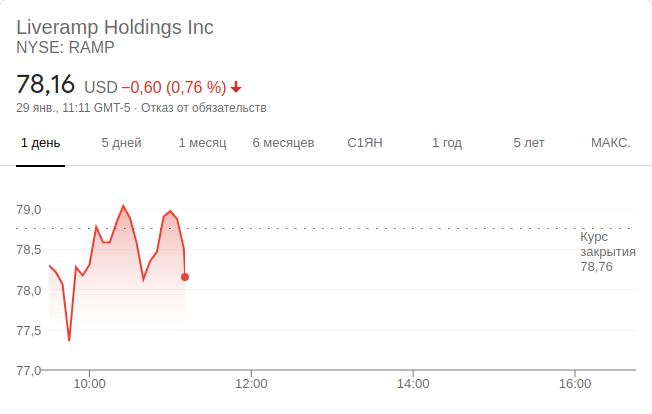 Liveramp Holdings Inc
NYSE: RAMP
78,16 USD −0,60 (0,76 %)
29 янв., 11:11 GMT-5 · Отказ от обязательств
1 день 5 дней 1 месяц 6 месяцев С1ЯН 1 год 5 лет МАКС.
79,0
Курс
закрытия
78,76
78,5
78,0
77,5
77,0
10:00 12:00 14:00 16:00